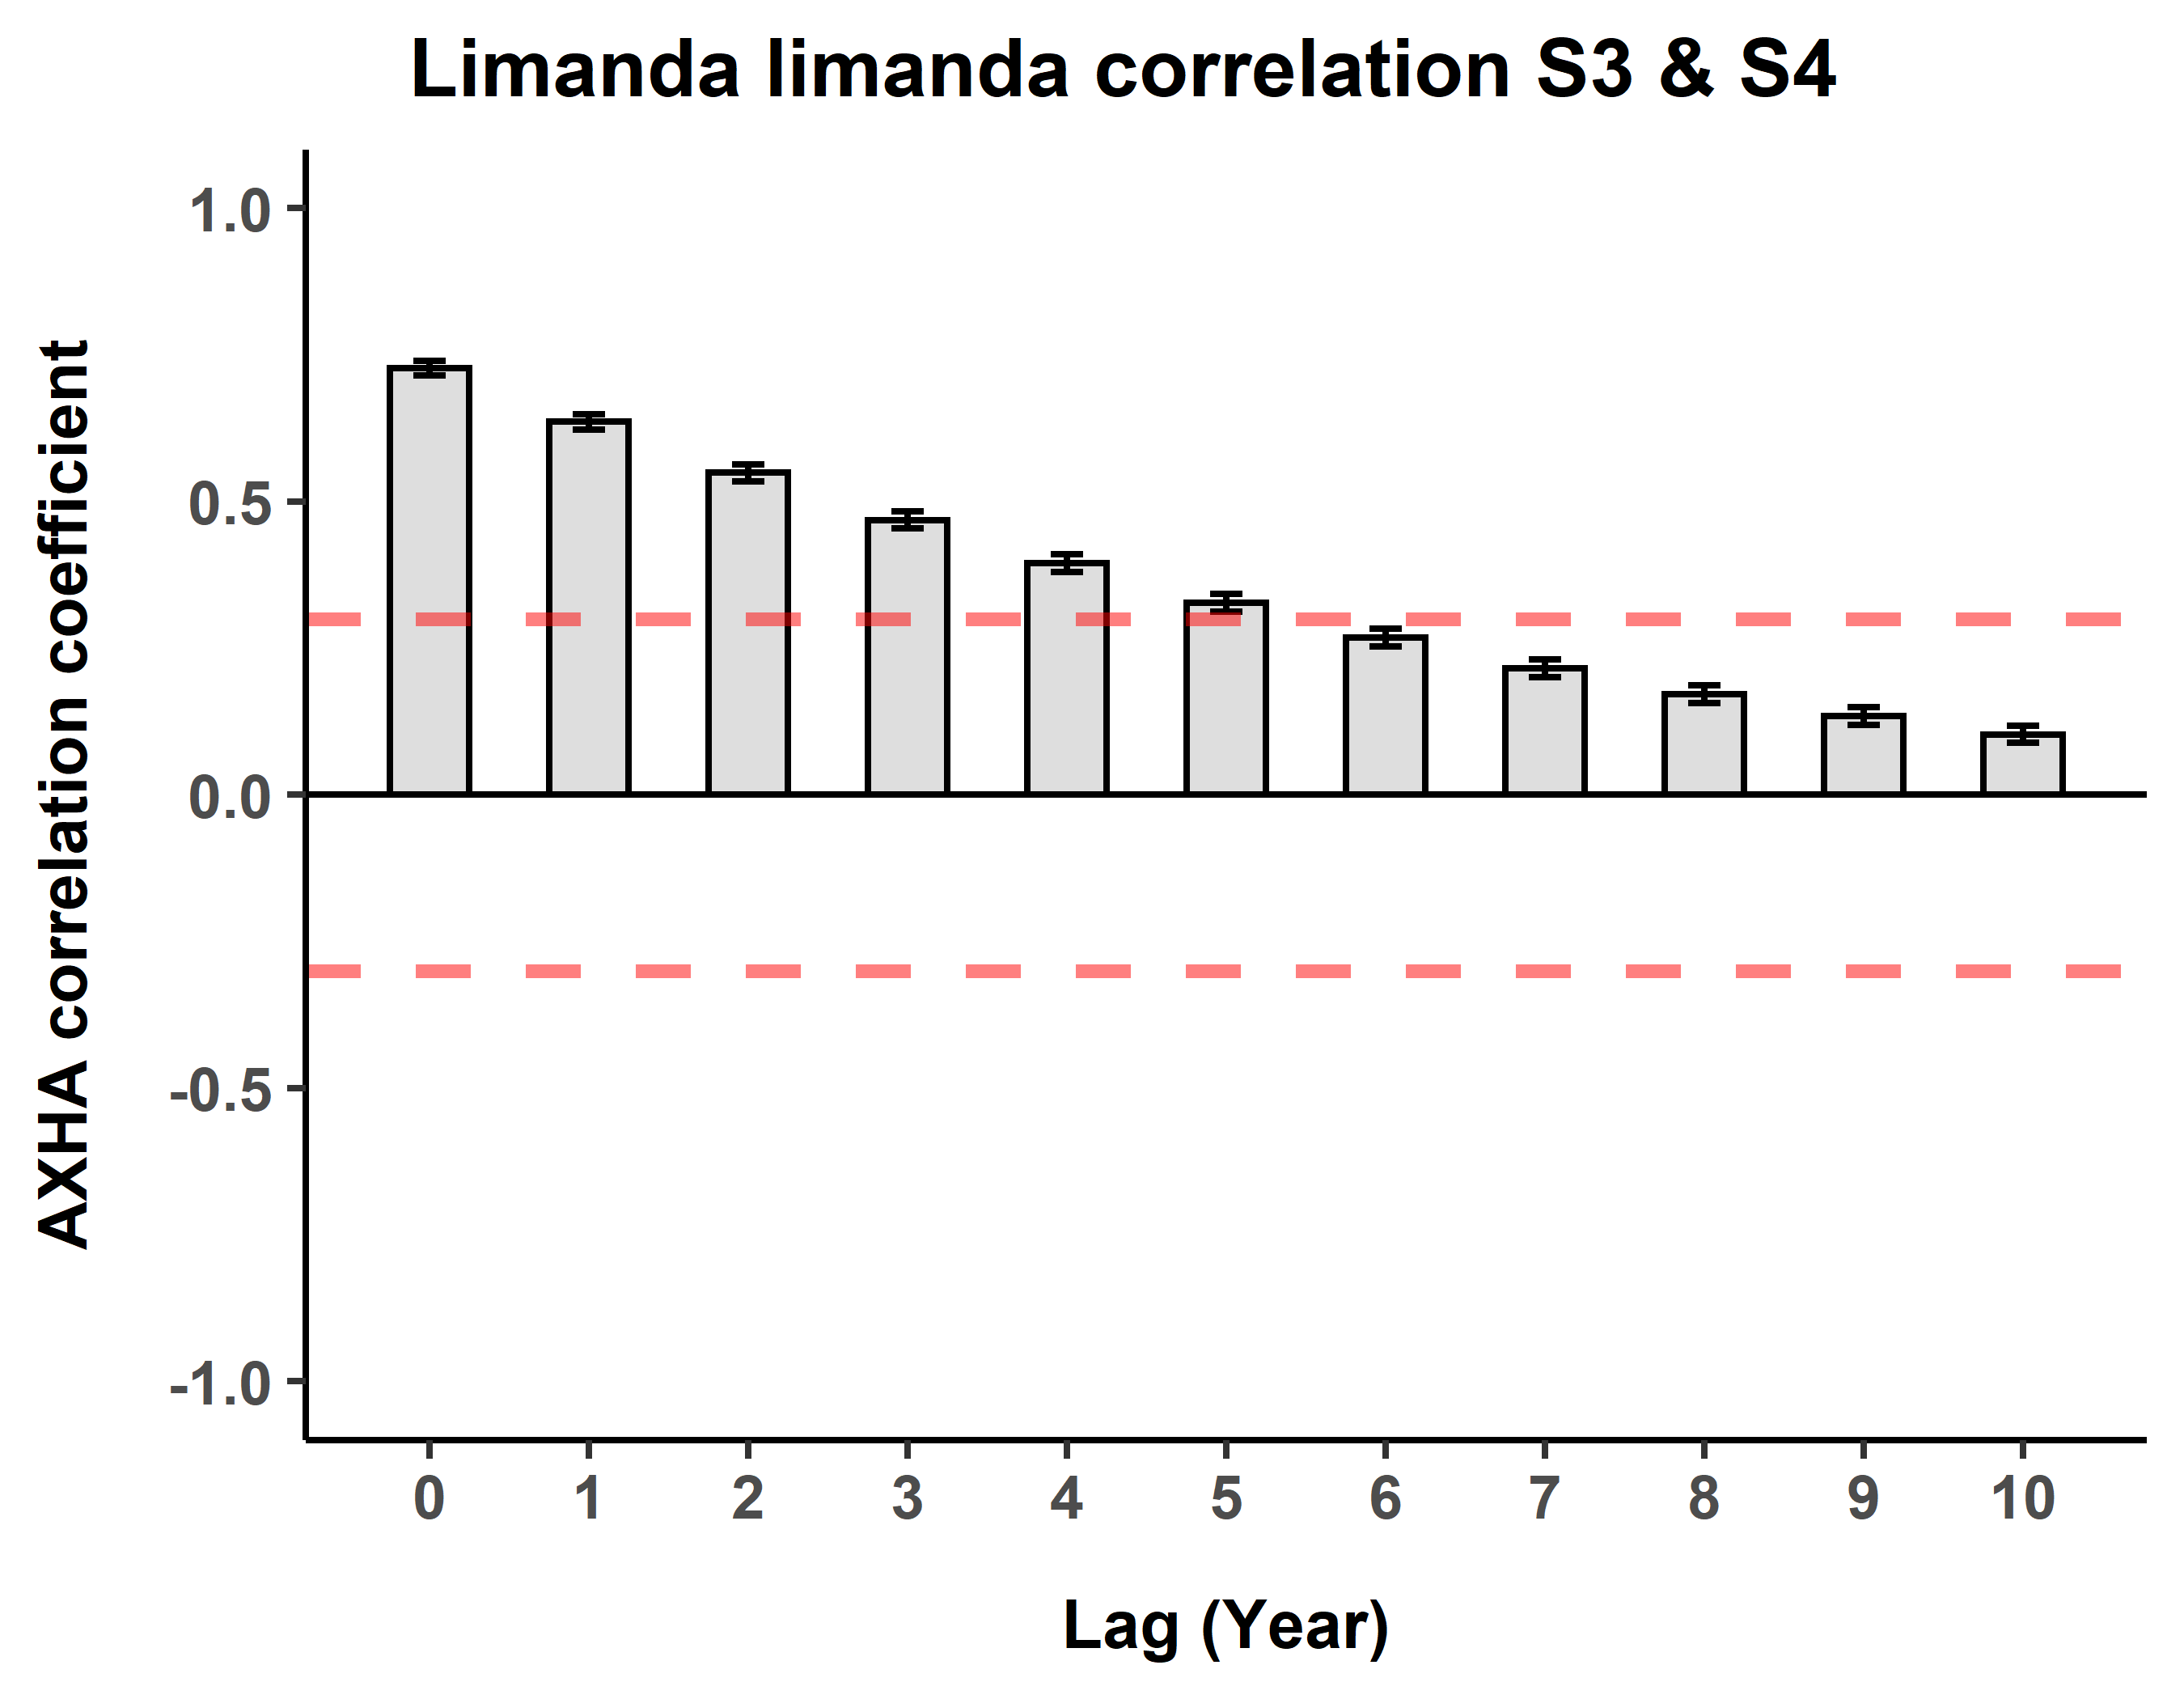 Limanda limanda correlation S3 & S4
AXHA correlation coefficient
1.0
0.5
0.0
-0.5
-1.0
0 1 2 3 4 5 6 7 8 9 10
Lag (Year)